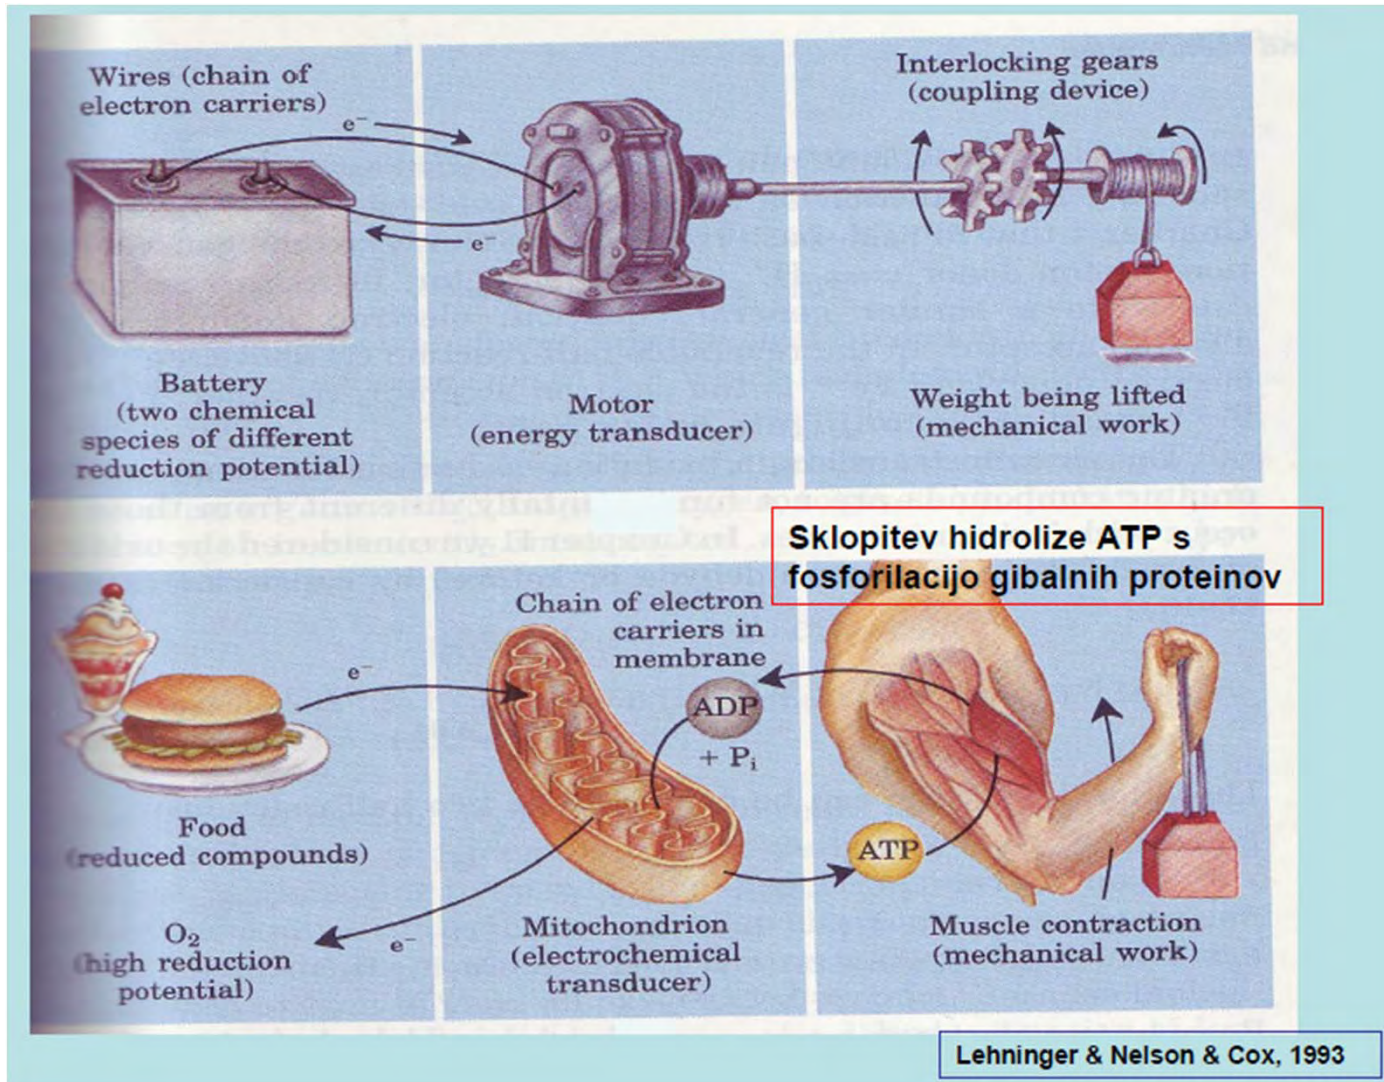 Wires (chain of
electron carriers)
e⁻
e⁻
Battery
(two chemical
species of different
reduction potential)
Motor
(energy transducer)
Interlocking gears
(coupling device)
Weight being lifted
(mechanical work)
Sklopitev hidrolize ATP s
fosforilacijo gibalnih proteinov
e⁻
Food
(reduced compounds)
O₂
(high reduction
potential)
e⁻
Chain of electron
carriers in
membrane
ADP
+ Pᵢ
ATP
Mitochondrion
(electrochemical
transducer)
Muscle contraction
(mechanical work)
Lehninger & Nelson & Cox, 1993